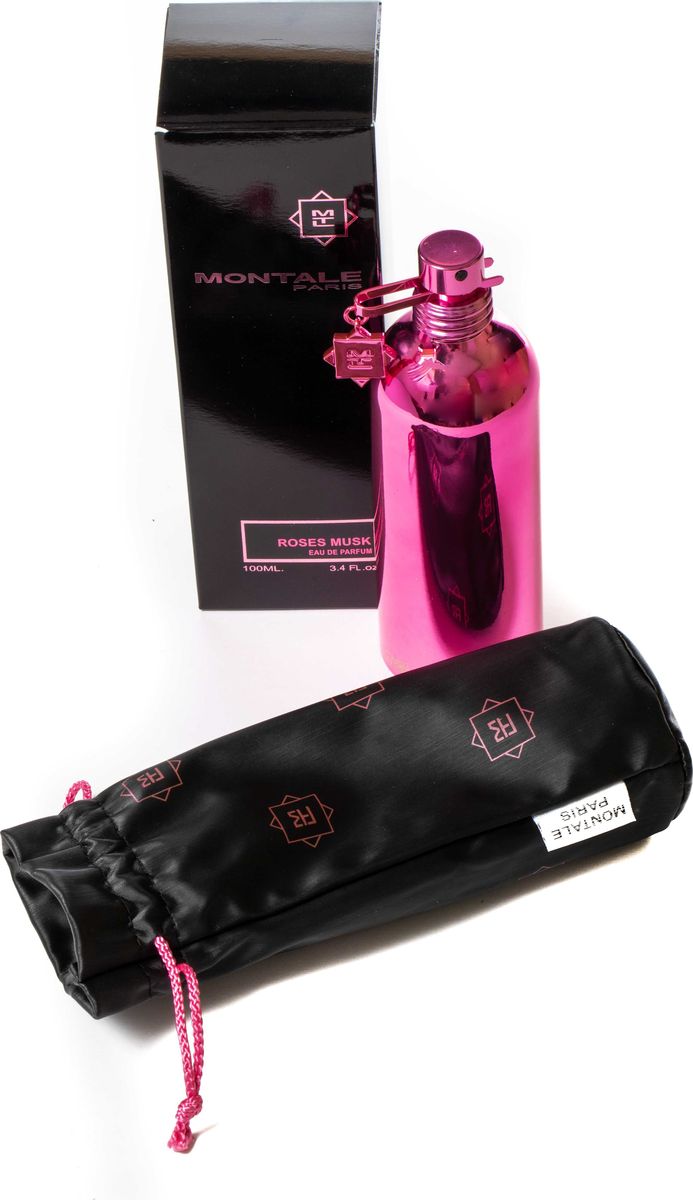 MONTALE
PARIS
ROSES MUSK
EAU DE PARFUM
100ML. 3.4 FL.oz
MONTALE
PARIS